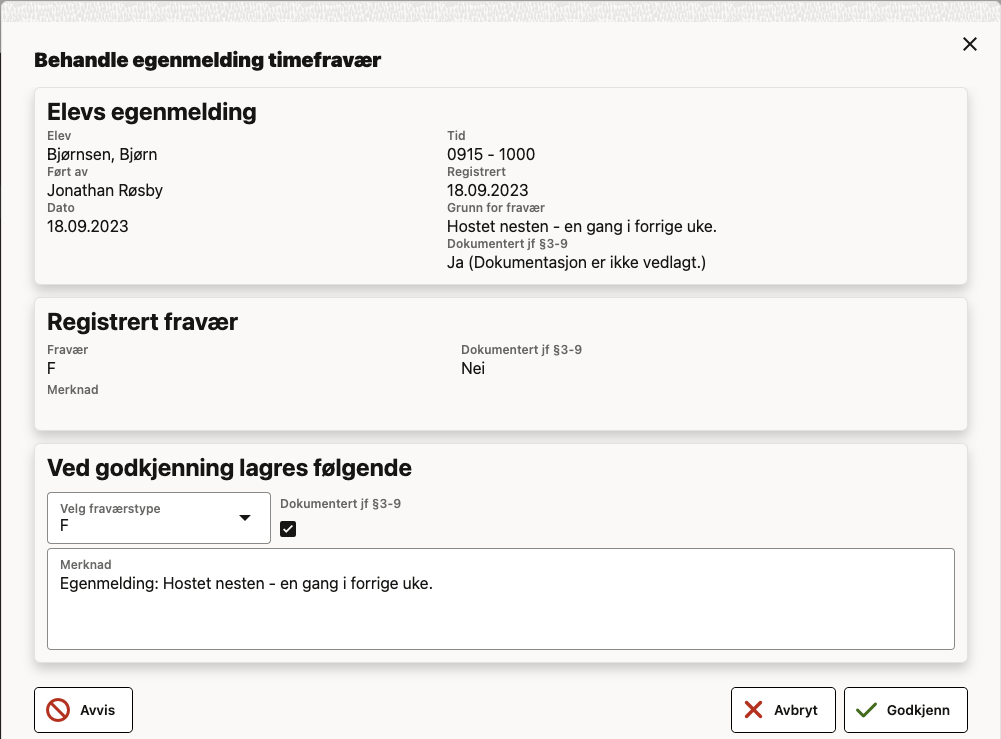 Behandle egenmelding timefravær
Elevs egenmelding
Elev
Bjørnsen, Bjørn
Ført av
Jonathan Røsby
Dato
18.09.2023
Tid
0915 - 1000
Registrert
18.09.2023
Grunn for fravær
Hostet nesten - en gang i forrige uke.
Dokumentert jf §3-9
Ja (Dokumentasjon er ikke vedlagt.)
Registrert fravær
Fravær
F
Dokumentert jf §3-9
Nei
Merknad
Ved godkjenning lagres følgende
Velg fraværstype
F
Dokumentert jf §3-9
Merknad
Egenmelding: Hostet nesten - en gang i forrige uke.
Avvis
Avbryt
Godkjenn